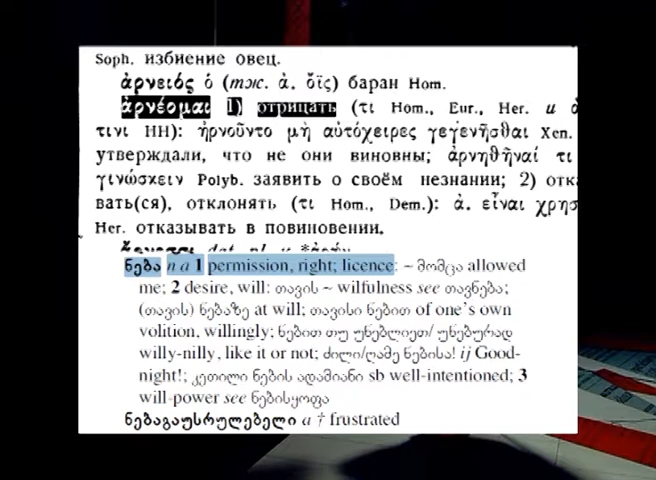 Soph. избиение овец.
ἀρνειός ὁ (тж. ἀ. ὄϊς) баран Hom.
ἀρνέομαι 1) отрицать (τι Hom., Eur., Her. и
τινι НН): ἠρνοῦντο μὴ αὐτόχειρες γεγενῆσθαι Xen.
утверждали, что не они виновны; ἀρνηθῆναί τι
γινώσκειν Polyb. заявить о своём незнании; 2) отк
вать(ся), отклонять (τι Hom., Dem.): ἀ. εἶναι χρησ
Her. отказывать в повиновении.
ნება n a 1 permission, right; licence: ~ მომცა allowed
me; 2 desire, will: თავის ~ wilfulness see თავნება;
(თავის) ნებაზე at will; თავისი ნებით of one's own
volition, willingly; ნებით თუ უნებლიეთ/ უნებურად
willy-nilly, like it or not; ძილი/ღამე ნებისა! ij Good-
night!; კეთილი ნების ადამიანი sb well-intentioned; 3
will-power see ნებისყოფა
ნებაგაუსრულებელი a † frustrated